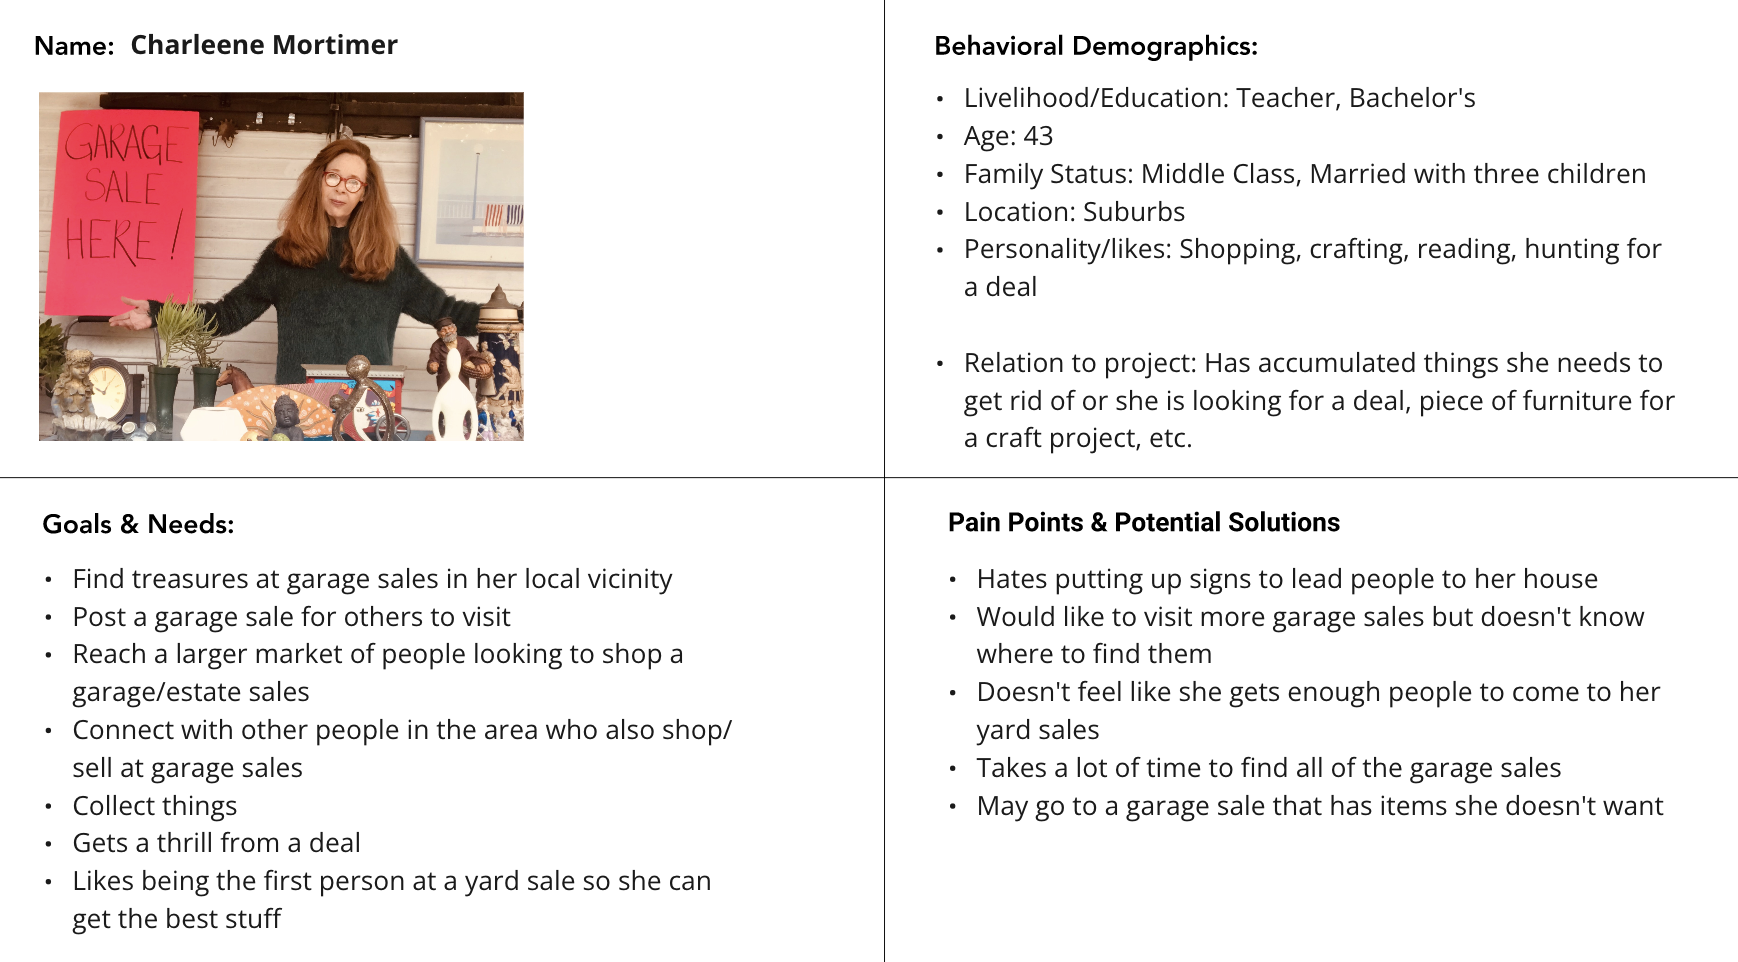 Name: Charleene Mortimer
GARAGE
SALE
HERE!
Behavioral Demographics:
• Livelihood/Education: Teacher, Bachelor's
• Age: 43
• Family Status: Middle Class, Married with three children
• Location: Suburbs
• Personality/likes: Shopping, crafting, reading, hunting for
a deal
• Relation to project: Has accumulated things she needs to
get rid of or she is looking for a deal, piece of furniture for
a craft project, etc.
Goals & Needs:
• Find treasures at garage sales in her local vicinity
• Post a garage sale for others to visit
• Reach a larger market of people looking to shop a
garage/estate sales
• Connect with other people in the area who also shop/
sell at garage sales
• Collect things
• Gets a thrill from a deal
• Likes being the first person at a yard sale so she can
get the best stuff
Pain Points & Potential Solutions
• Hates putting up signs to lead people to her house
• Would like to visit more garage sales but doesn't know
where to find them
• Doesn't feel like she gets enough people to come to her
yard sales
• Takes a lot of time to find all of the garage sales
• May go to a garage sale that has items she doesn't want